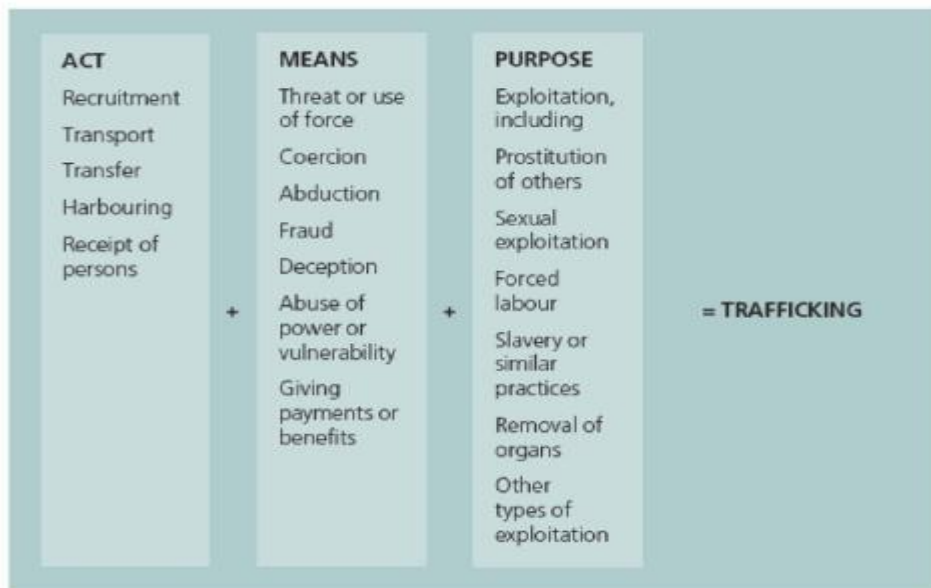 ACT
Recruitment
Transport
Transfer
Harbouring
Receipt of
persons
+
MEANS
Threat or use
of force
Coercion
Abduction
Fraud
Deception
Abuse of
power or
vulnerability
Giving
payments or
benefits
+
PURPOSE
Exploitation,
including
Prostitution
of others
Sexual
exploitation
Forced
labour
Slavery or
similar
practices
Removal of
organs
Other
types of
exploitation
= TRAFFICKING